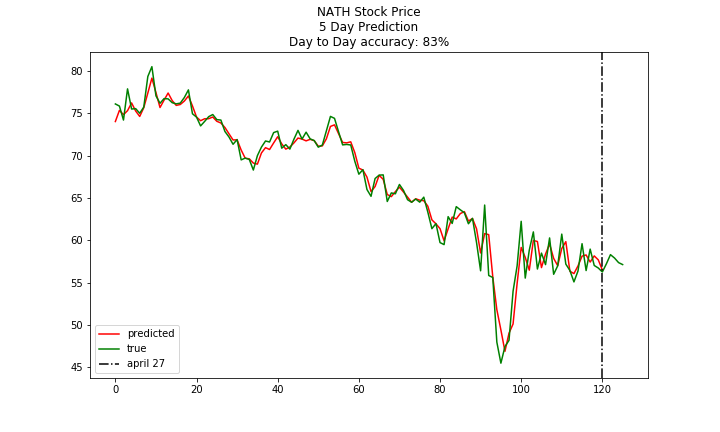 NATH Stock Price
5 Day Prediction
Day to Day accuracy: 83%
80
75
70
65
60
55
50
45
predicted
true
april 27
0 20 40 60 80 100 120